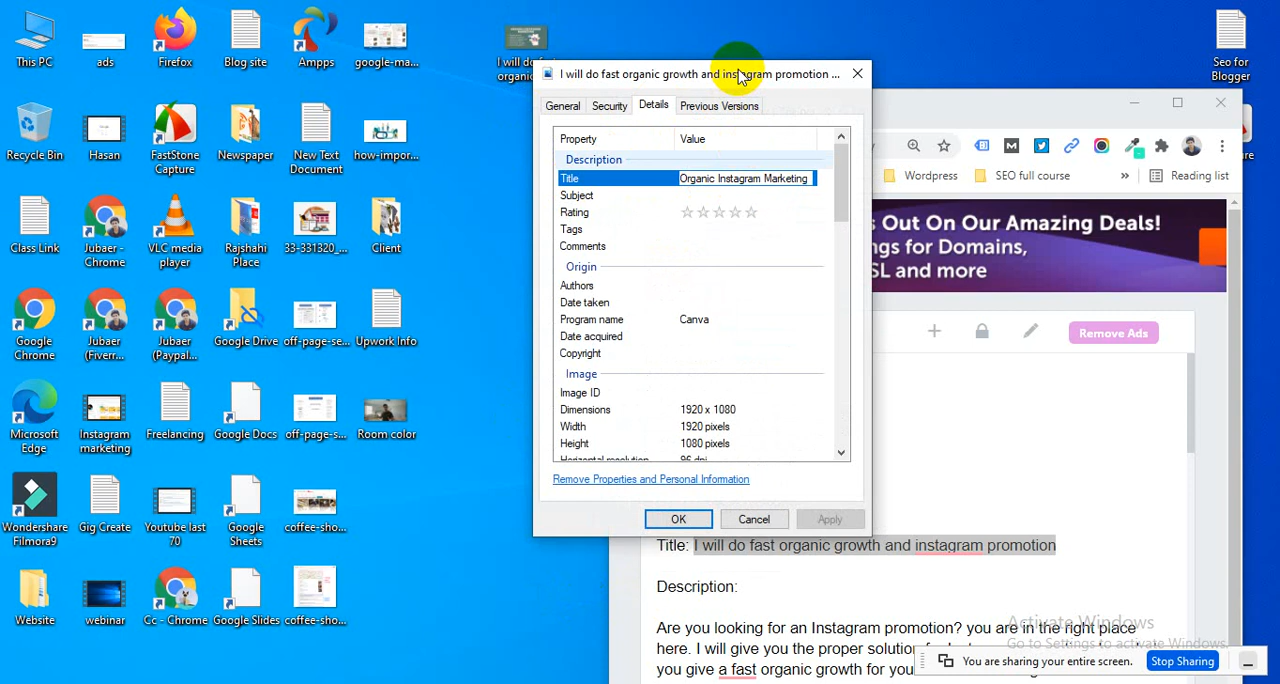 This PC
ads
Firefox
Blog site
Ampps
google-ma...
Recycle Bin
Hasan
FastStone
Capture
Newspaper
New Text
Document
how-impor...
Class Link
Jubaer -
Chrome
VLC media
player
Rajshahi
Place
33-331320_...
Client
Google
Chrome
Jubaer
(Fiverr...
Jubaer
(Paypal...
Google Drive
off-page-se...
Upwork Info
Microsoft
Edge
Instagram
marketing
Freelancing
Google Docs
off-page-s...
Room color
Wondershare
Filmora9
Gig Create
Youtube last
70
Google
Sheets
coffee-sho...
Website
webinar
Cc - Chrome
Google Slides
coffee-sho...
I will do
organic
Seo for
Blogger
I will do fast organic growth and instagram promotion ...
General Security Details Previous Versions
Property Value
Description
Title Organic Instagram Marketing
Subject
Rating
Tags
Comments
Origin
Authors
Date taken
Program name Canva
Date acquired
Copyright
Image
Image ID
Dimensions 1920 x 1080
Width 1920 pixels
Height 1080 pixels
Horizontal resolution 96 dpi
Remove Properties and Personal Information
OK Cancel Apply
Wordpress SEO full course » Reading list
Out On Our Amazing Deals!
ngs for Domains,
SL and more
Remove Ads
Title: I will do fast organic growth and instagram promotion
Description:
Are you looking for an Instagram promotion? you are in the right place
here. I will give you the proper solution
you give a fast organic growth for you
Activate Windows
Go to Settings to activate Windows.
You are sharing your entire screen. Stop Sharing